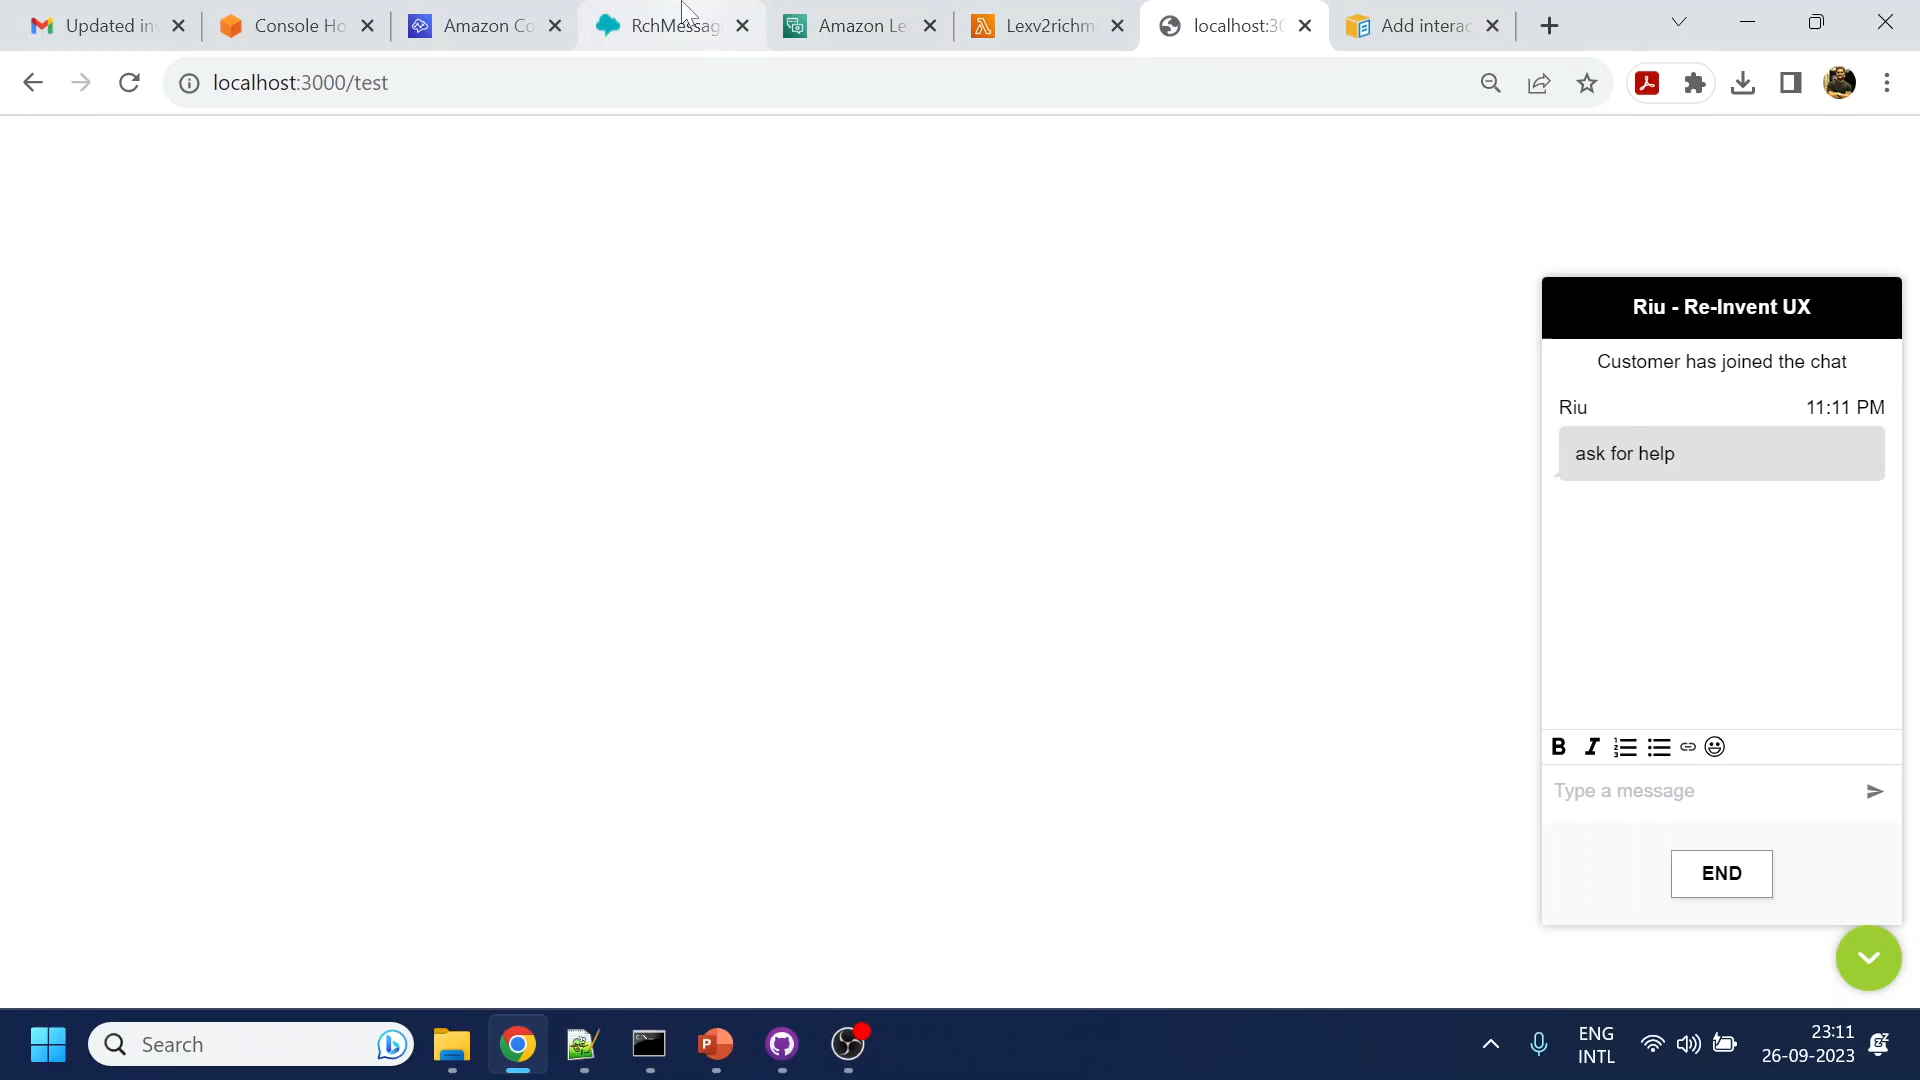 Updated in
Console Ho
Amazon Co
RchMessag
Amazon Le
Lexv2richm
localhost:30
Add interac
localhost:3000/test
Riu - Re-Invent UX
Customer has joined the chat
Riu 11:11 PM
ask for help
B I
Type a message
END
Search
ENG
INTL
23:11
26-09-2023